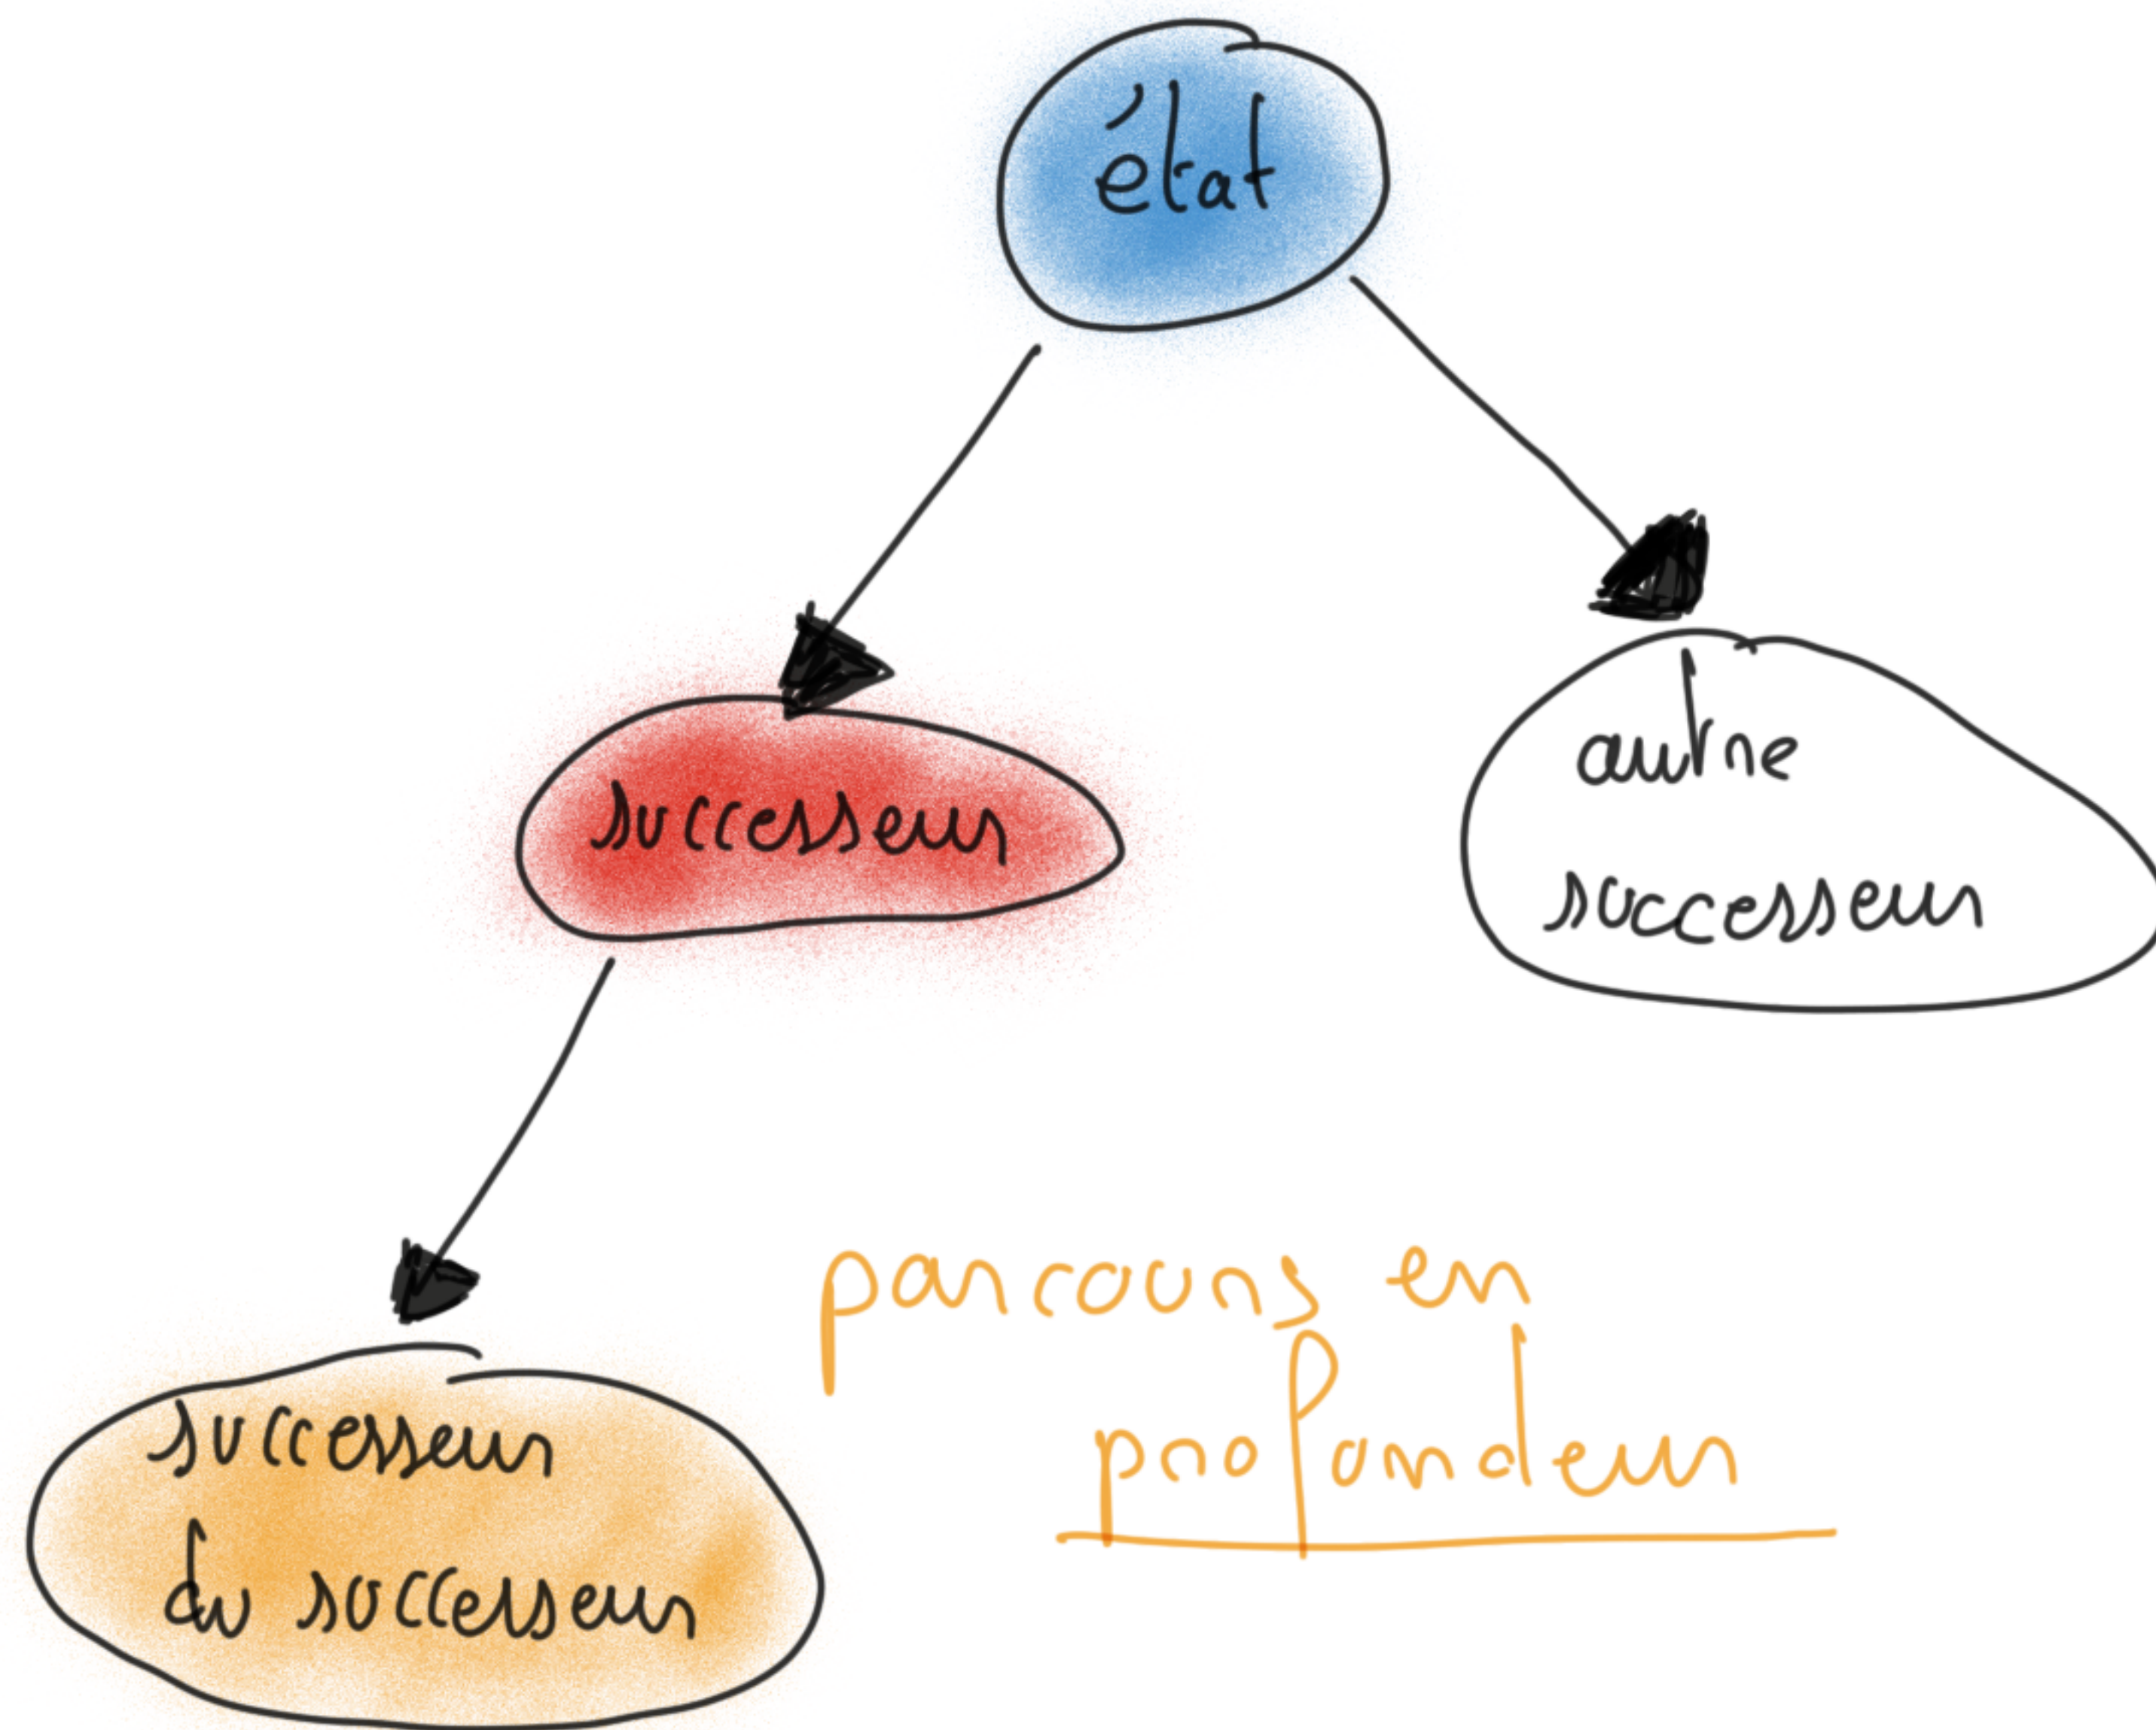 état
successeur
autre
successeur
parcours en
profondeur
successeur
du successeur